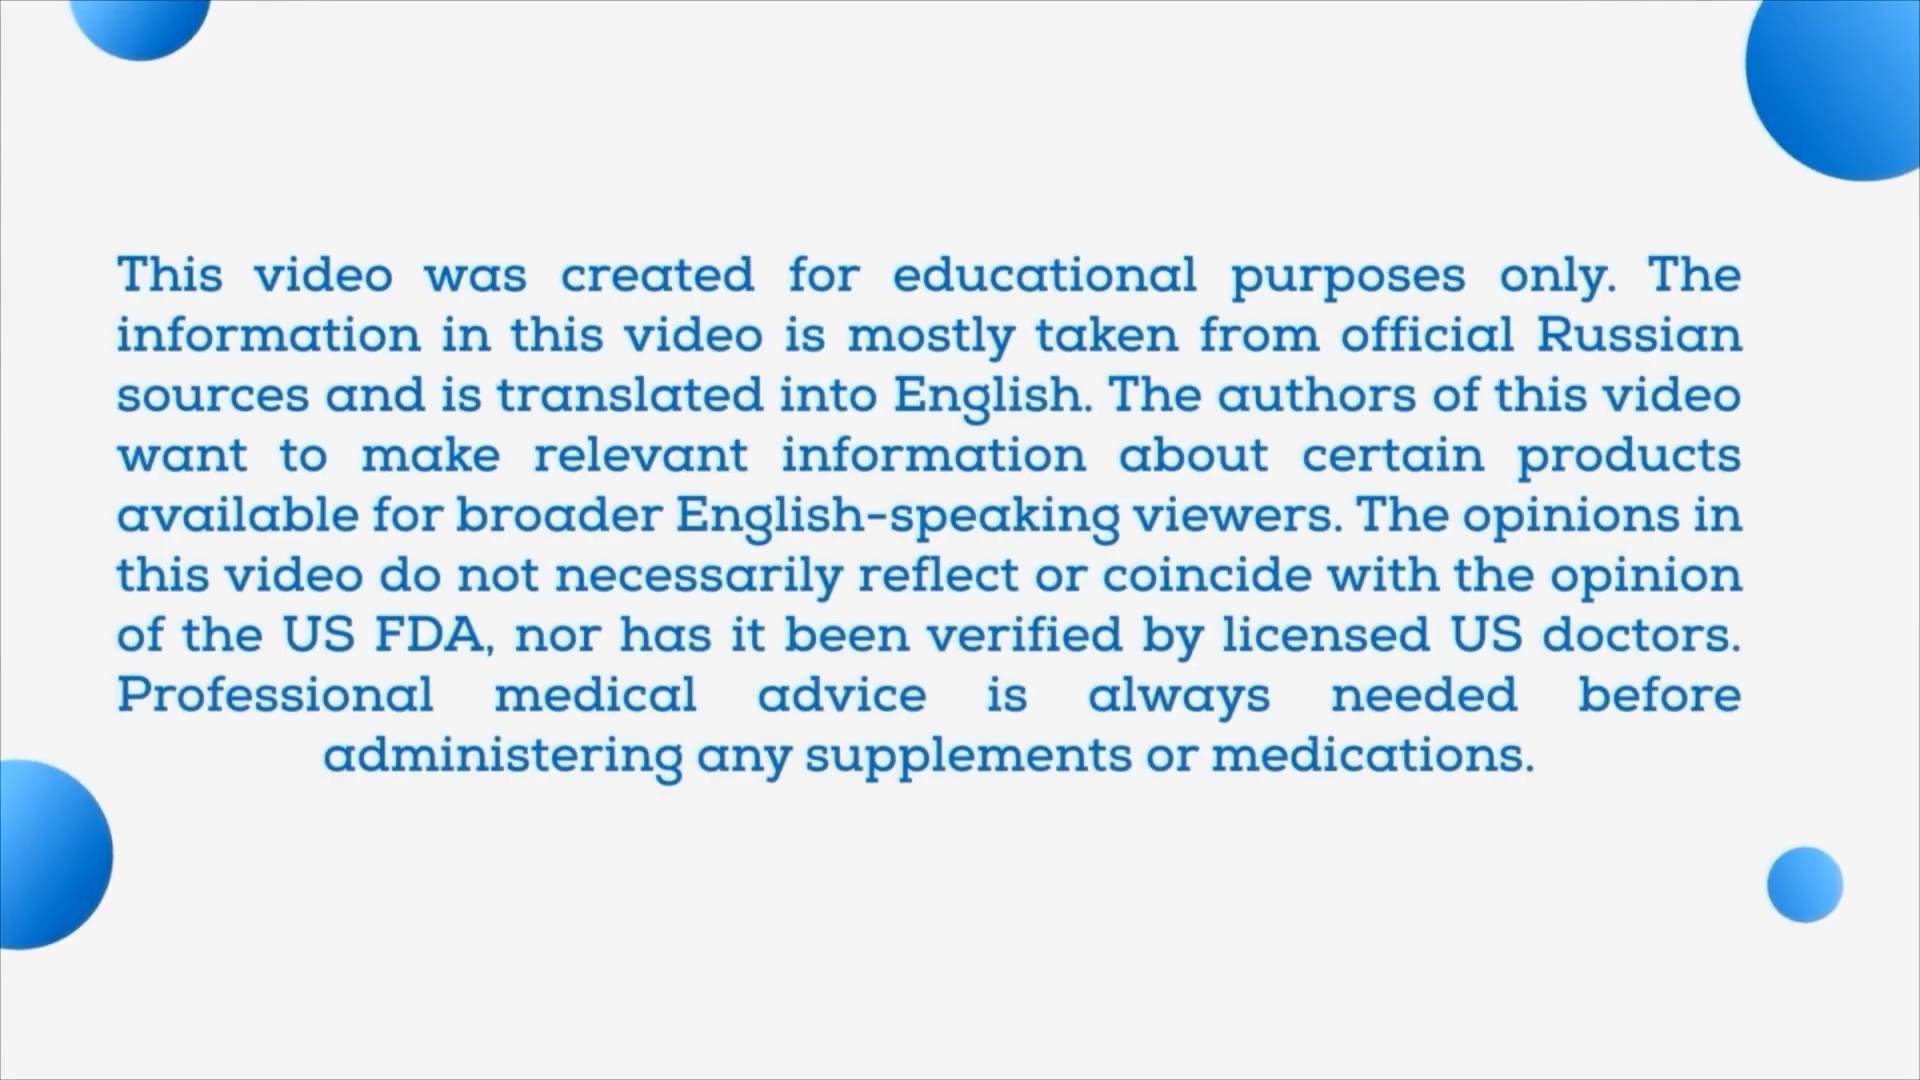 This video was created for educational purposes only. The
information in this video is mostly taken from official Russian
sources and is translated into English. The authors of this video
want to make relevant information about certain products
available for broader English-speaking viewers. The opinions in
this video do not necessarily reflect or coincide with the opinion
of the US FDA, nor has it been verified by licensed US doctors.
Professional medical advice is always needed before
administering any supplements or medications.